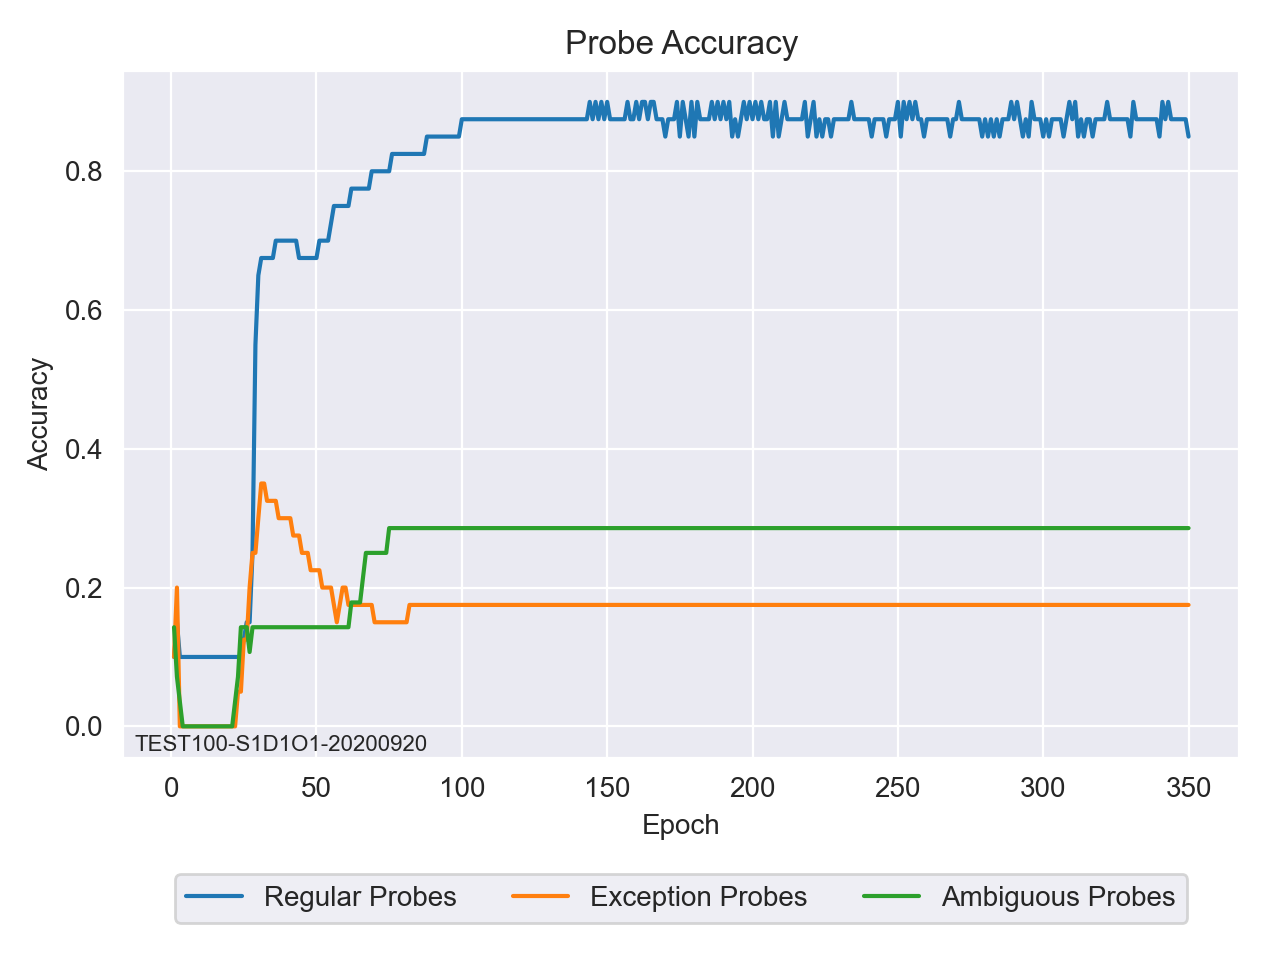 Probe Accuracy
Accuracy
0.8
0.6
0.4
0.2
0.0
TEST100-S1D1O1-20200920
0 50 100 150 200 250 300 350
Epoch
Regular Probes Exception Probes Ambiguous Probes